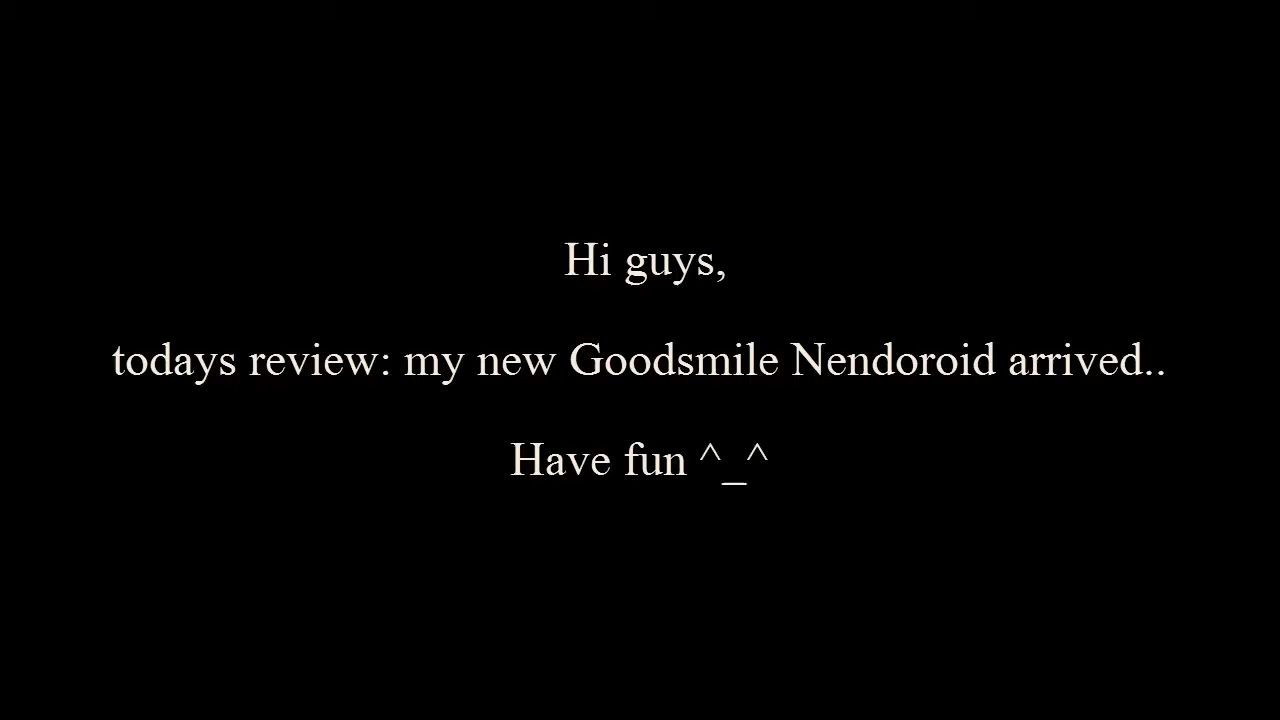 Hi guys,
todays review: my new Goodsmile Nendoroid arrived..
Have fun ^_^